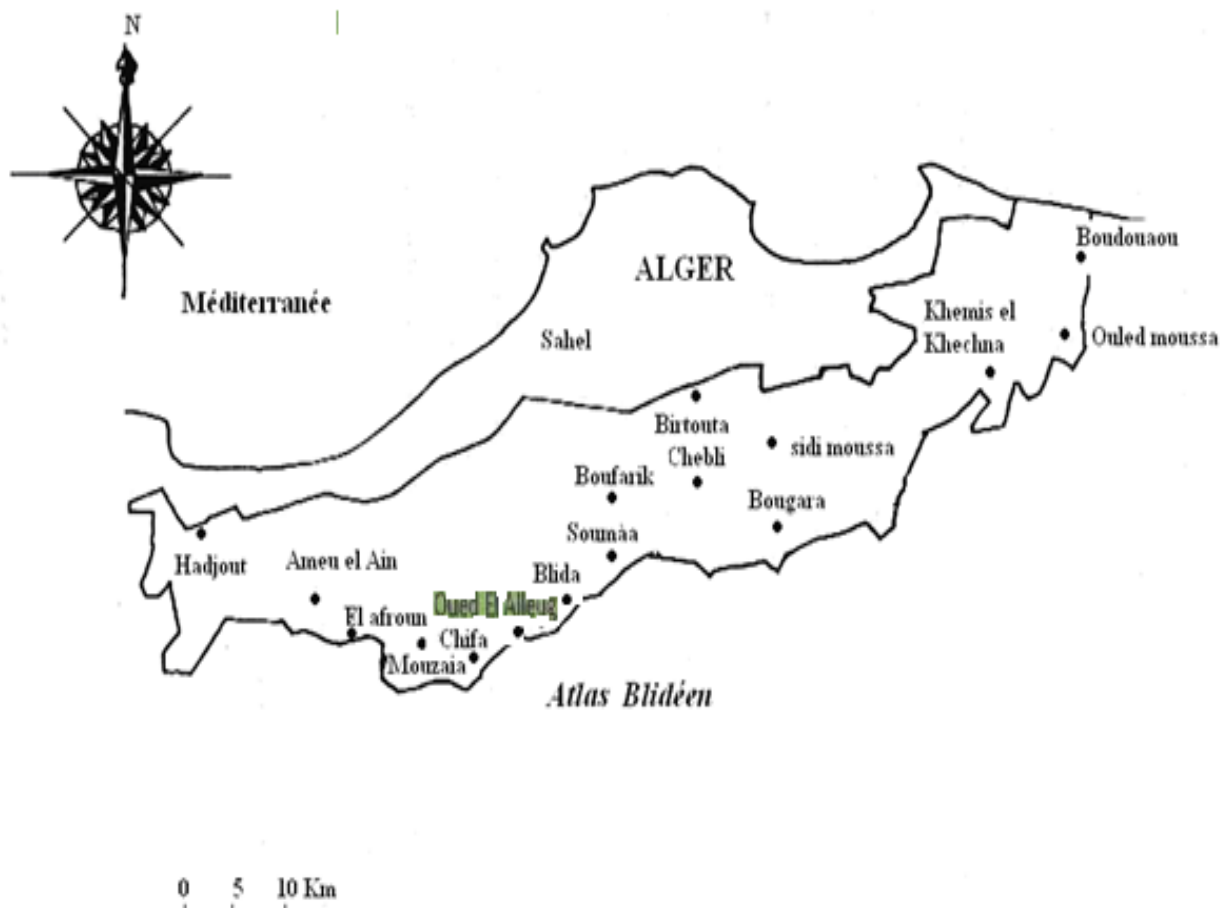 N
ALGER
Boudouaou
Méditerranée
Khemis el
Khechna
Ouled moussa
Sahel
Birtouta
Chebli
sidi moussa
Boufarik
Bougara
Soumàa
Hadjout
Ameu el Ain
Blida
Oued El Alleug
El afroun
Chifa
Mouzaia
Atlas Blidéen
0 5 10 Km